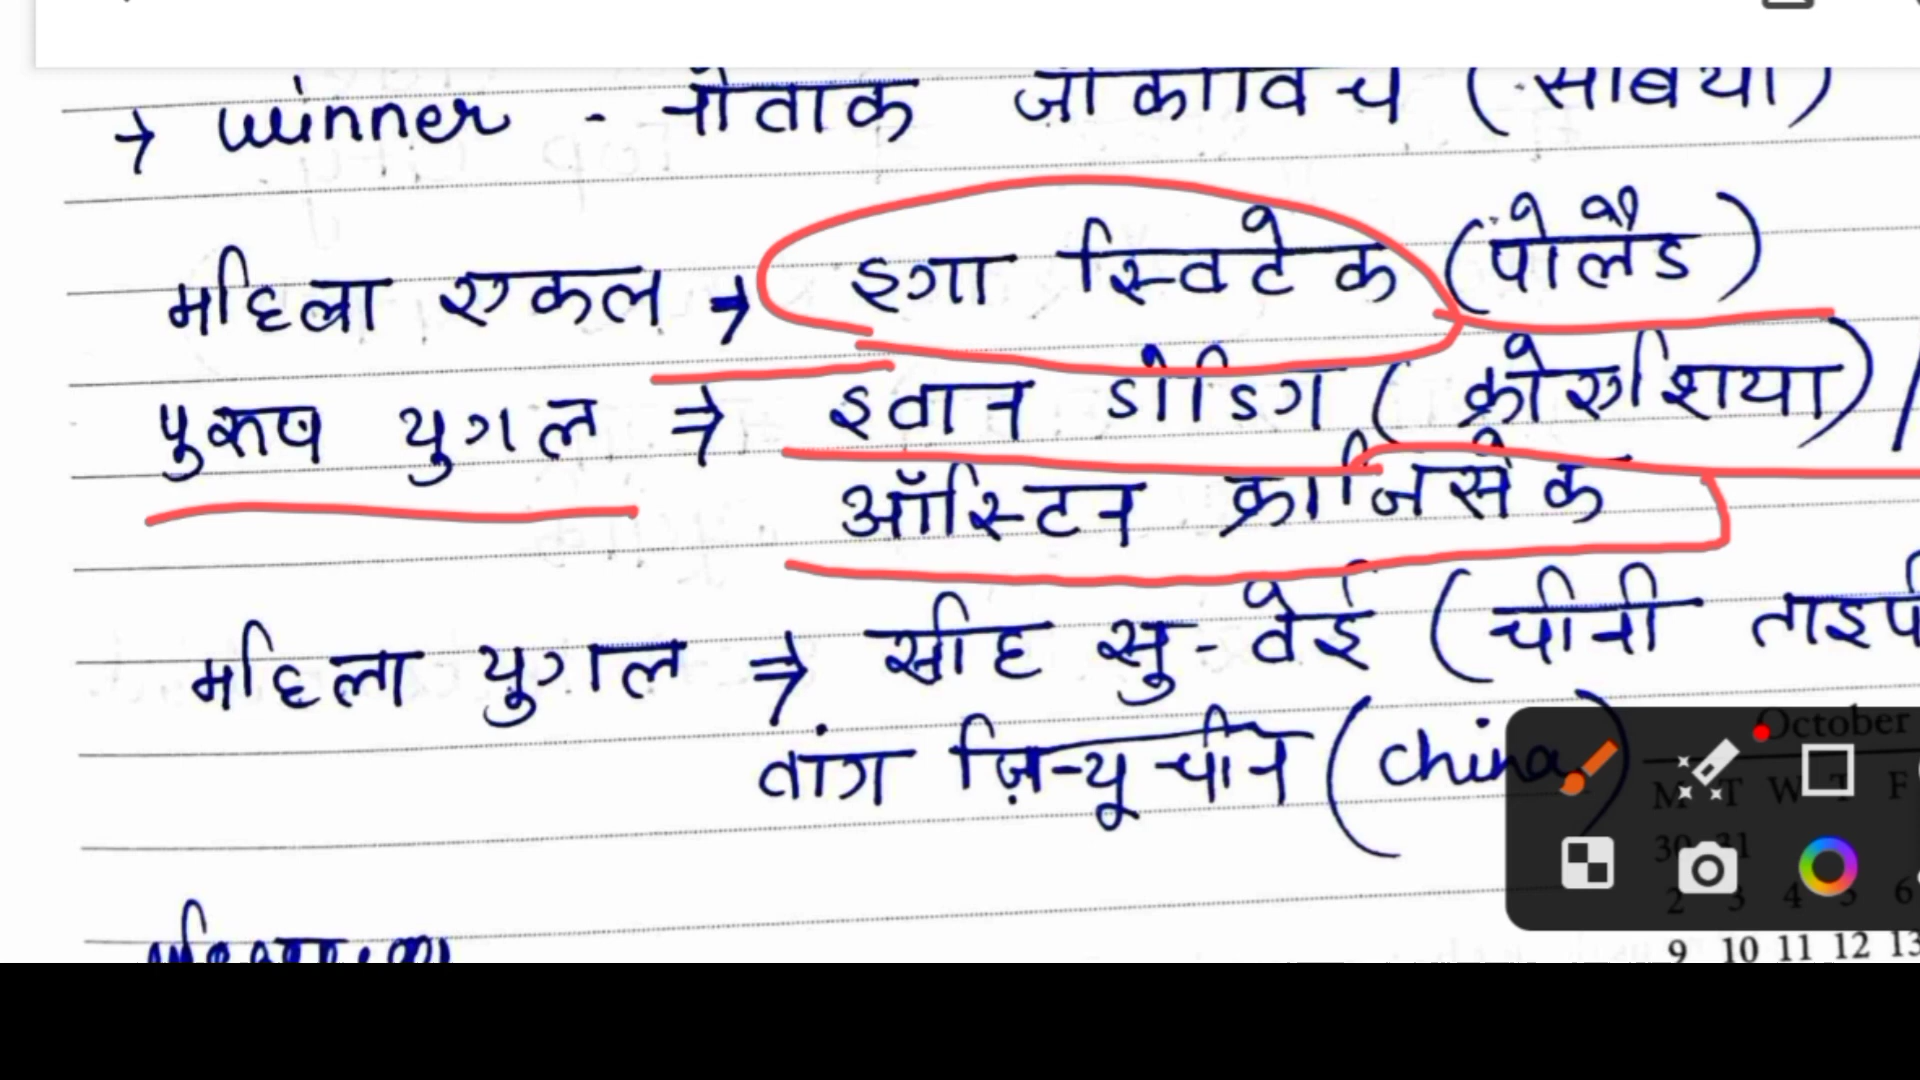 → Winner - नोवाक जोकोविच (सर्बिया)
महिला एकल → इगा स्विटेक (पोलैंड)
पुरुष युगल ⇒ इवान डोडिग (क्रोएशिया) /
ऑस्टिन क्राजिसेक
महिला युगल ⇒ सीह सु-वेई (चीनी ताइपे
वांग ज़िन्यू चीन (china)
October
M T W T F
30 31
2 3 4 5 6
9 10 11 12 13